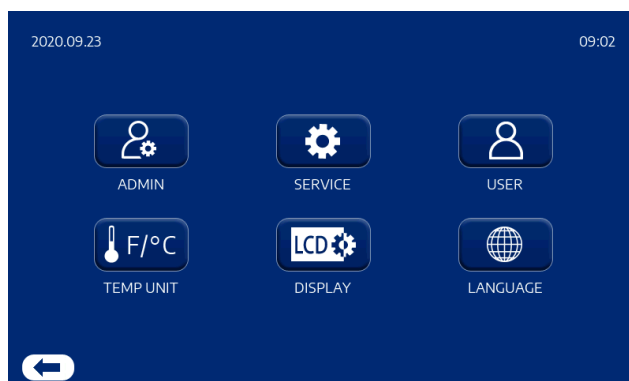 2020.09.23 09:02
ADMIN SERVICE USER
F/°C LCD
TEMP UNIT DISPLAY LANGUAGE